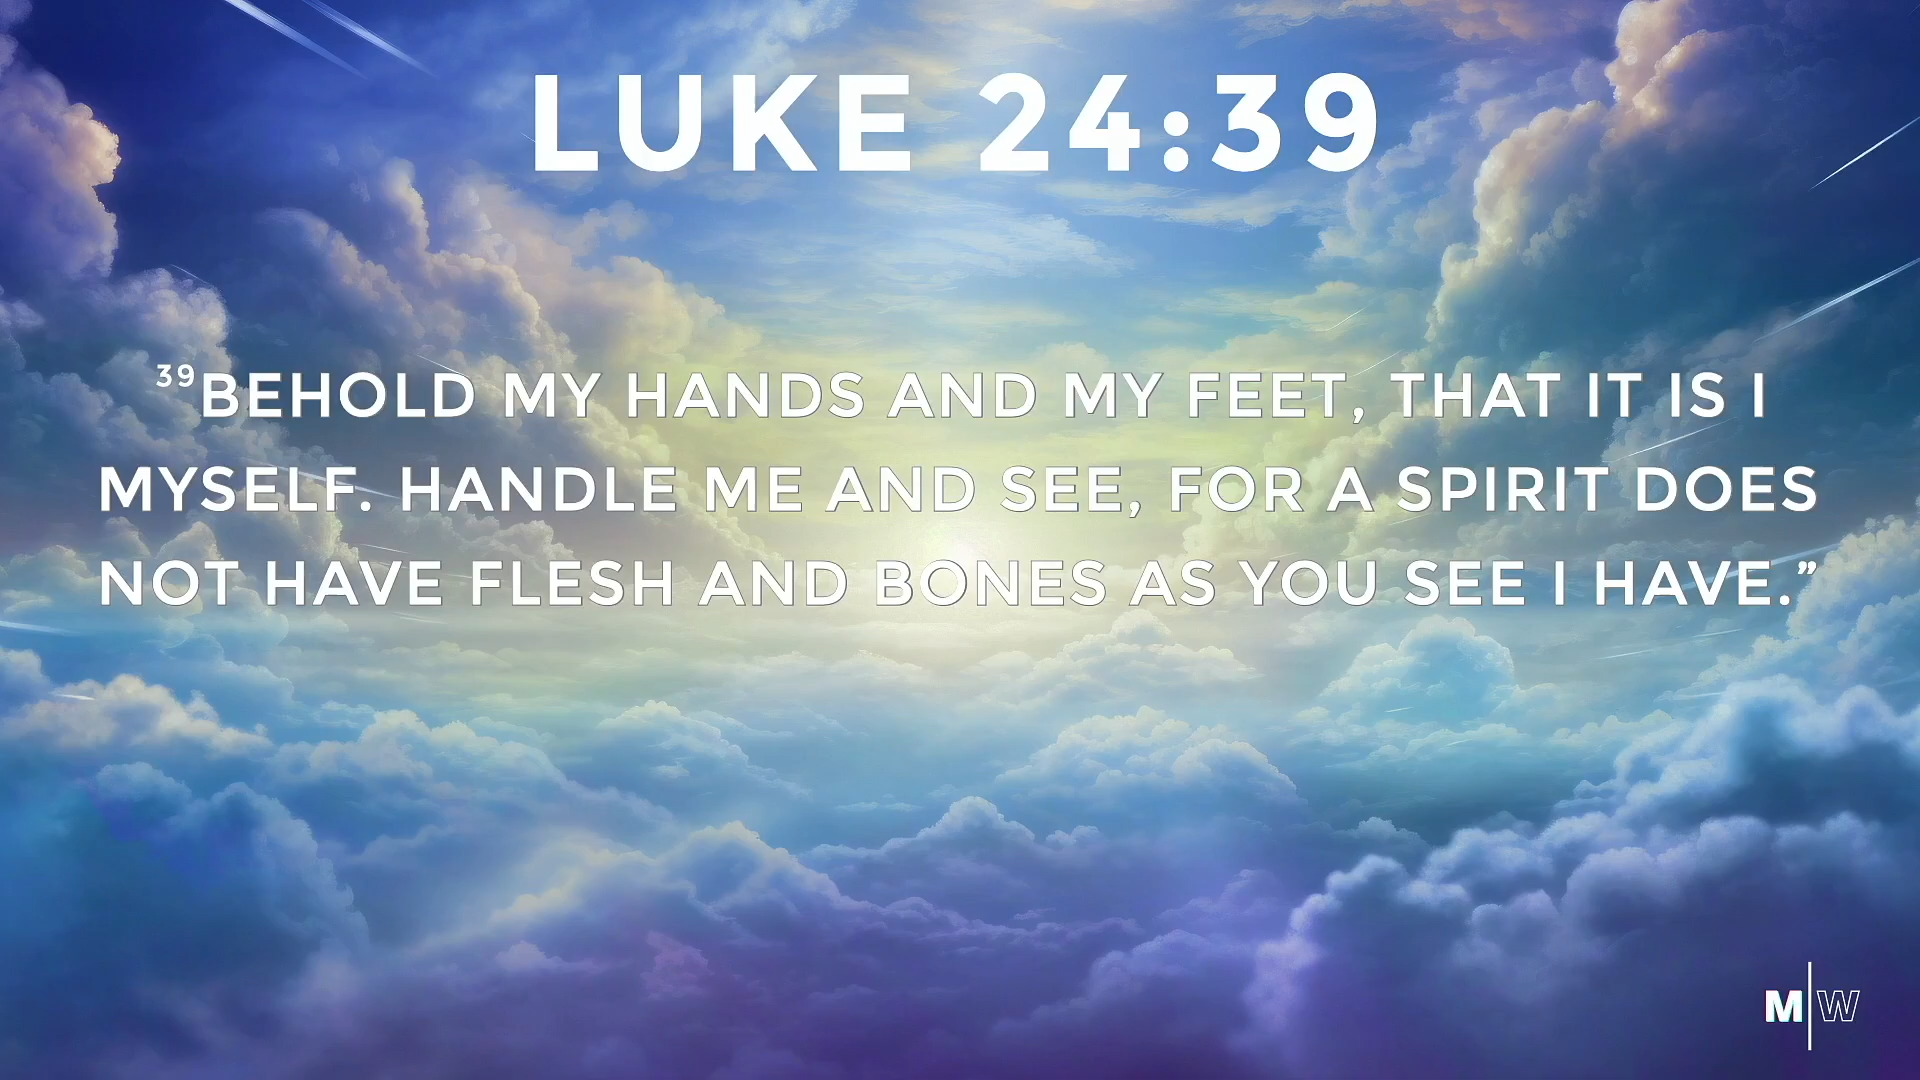 LUKE 24:39
³⁹BEHOLD MY HANDS AND MY FEET, THAT IT IS I
MYSELF. HANDLE ME AND SEE, FOR A SPIRIT DOES
NOT HAVE FLESH AND BONES AS YOU SEE I HAVE.”
M|W